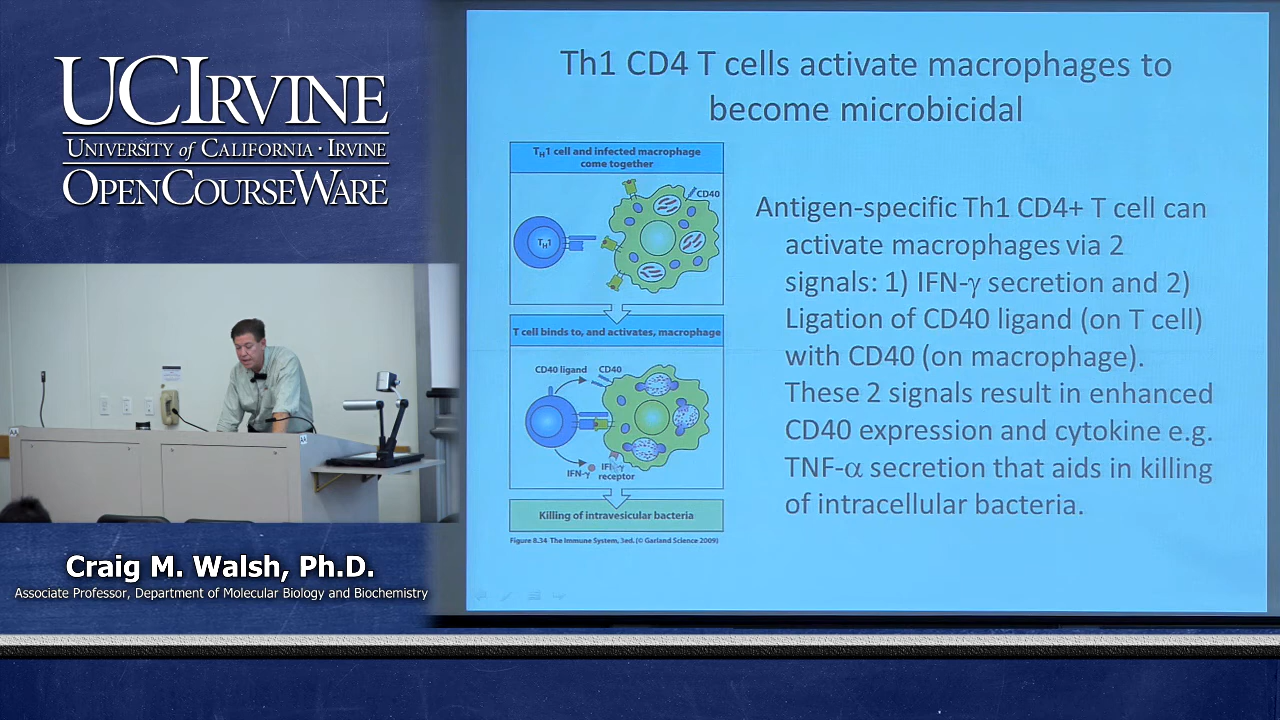 UCIRVINE
UNIVERSITY of CALIFORNIA · IRVINE
OPENCOURSEWARE
Craig M. Walsh, Ph.D.
Associate Professor, Department of Molecular Biology and Biochemistry
Th1 CD4 T cells activate macrophages to
become microbicidal
TH1 cell and infected macrophage
come together
CD40
TH1
T cell binds to, and activates, macrophage
CD40 ligand
CD40
IFN-γ
receptor
Killing of intravesicular bacteria
Figure 8.34 The Immune System, 3ed. (© Garland Science 2009)
Antigen-specific Th1 CD4+ T cell can
activate macrophages via 2
signals: 1) IFN-γ secretion and 2)
Ligation of CD40 ligand (on T cell)
with CD40 (on macrophage).
These 2 signals result in enhanced
CD40 expression and cytokine e.g.
TNF-α secretion that aids in killing
of intracellular bacteria.